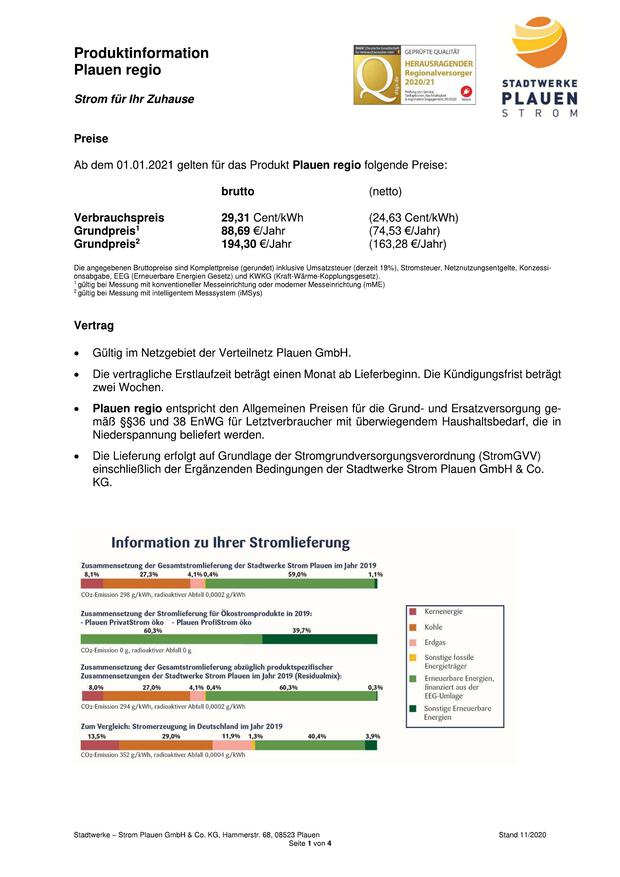 Produktinformation
Plauen regio
Strom für Ihr Zuhause
GEPRÜFTE QUALITÄT
HERAUSRAGENDER
Regionalversorger
2020/21
STADTWERKE
PLAUEN
STROM
Preise
Ab dem 01.01.2021 gelten für das Produkt Plauen regio folgende Preise:
brutto (netto)
Verbrauchspreis 29,31 Cent/kWh (24,63 Cent/kWh)
Grundpreis¹ 88,69 €/Jahr (74,53 €/Jahr)
Grundpreis² 194,30 €/Jahr (163,28 €/Jahr)
Die angegebenen Bruttopreise sind Komplettpreise (gerundet) inklusive Umsatzsteuer (derzeit 19%), Stromsteuer, Netznutzungsentgelte, Konzessi-
onsabgabe, EEG (Erneuerbare Energien Gesetz) und KWKG (Kraft-Wärme-Kopplungsgesetz).
¹ gültig bei Messung mit konventioneller Messeinrichtung oder moderner Messeinrichtung (mME)
² gültig bei Messung mit intelligentem Messsystem (iMSys)
Vertrag
• Gültig im Netzgebiet der Verteilnetz Plauen GmbH.
• Die vertragliche Erstlaufzeit beträgt einen Monat ab Lieferbeginn. Die Kündigungsfrist beträgt
zwei Wochen.
• Plauen regio entspricht den Allgemeinen Preisen für die Grund- und Ersatzversorgung ge-
mäß §§36 und 38 EnWG für Letztverbraucher mit überwiegendem Haushaltsbedarf, die in
Niederspannung beliefert werden.
• Die Lieferung erfolgt auf Grundlage der Stromgrundversorgungsverordnung (StromGVV)
einschließlich der Ergänzenden Bedingungen der Stadtwerke Strom Plauen GmbH & Co.
KG.
Information zu Ihrer Stromlieferung
Zusammensetzung der Gesamtstromlieferung der Stadtwerke Strom Plauen im Jahr 2019
8,1% 27,3% 4,1% 0,4% 59,0% 1,1%
CO2-Emission 298 g/kWh, radioaktiver Abfall 0,0002 g/kWh
Zusammensetzung der Stromlieferung für Ökostromprodukte in 2019:
- Plauen PrivatStrom öko - Plauen ProfiStrom öko
60,3% 39,7%
CO2-Emission 0 g, radioaktiver Abfall 0 g
Zusammensetzung der Gesamtstromlieferung abzüglich produktspezifischer
Zusammensetzungen der Stadtwerke Strom Plauen im Jahr 2019 (Residualmix):
8,0% 27,0% 4,1% 0,4% 60,3% 0,3%
CO2-Emission 294 g/kWh, radioaktiver Abfall 0,0002 g/kWh
Zum Vergleich: Stromerzeugung in Deutschland im Jahr 2019
13,5% 29,0% 11,9% 1,3% 40,4% 3,9%
CO2-Emission 352 g/kWh, radioaktiver Abfall 0,0004 g/kWh
Kernenergie
Kohle
Erdgas
Sonstige fossile
Energieträger
Erneuerbare Energien,
finanziert aus der
EEG-Umlage
Sonstige Erneuerbare
Energien
Stadtwerke – Strom Plauen GmbH & Co. KG, Hammerstr. 68, 08523 Plauen Stand 11/2020
Seite 1 von 4